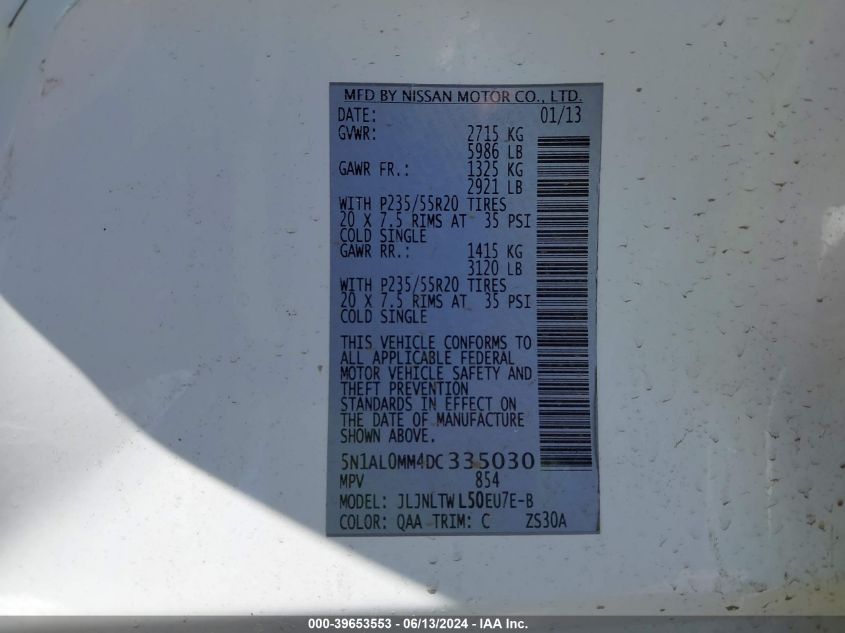 MFD BY NISSAN MOTOR CO., LTD.
DATE: 01/13
GVWR: 2715 KG
5986 LB
GAWR FR.: 1325 KG
2921 LB
WITH P235/55R20 TIRES
20 X 7.5 RIMS AT 35 PSI
COLD SINGLE
GAWR RR.: 1415 KG
3120 LB
WITH P235/55R20 TIRES
20 X 7.5 RIMS AT 35 PSI
COLD SINGLE
THIS VEHICLE CONFORMS TO
ALL APPLICABLE FEDERAL
MOTOR VEHICLE SAFETY AND
THEFT PREVENTION
STANDARDS IN EFFECT ON
THE DATE OF MANUFACTURE
SHOWN ABOVE.
5N1AL0MM4DC335030
MPV 854
MODEL: JLJNLTWL50EU7E-B
COLOR: QAA TRIM: C ZS30A
000-39653553 - 06/13/2024 - IAA Inc.